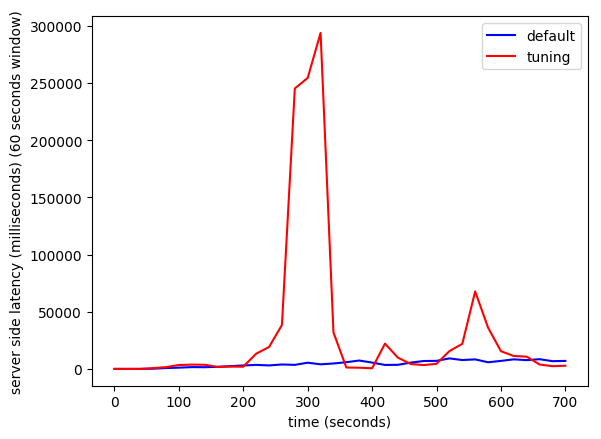 server side latency (milliseconds) (60 seconds window)
300000
250000
200000
150000
100000
50000
0
default
tuning
0 100 200 300 400 500 600 700
time (seconds)